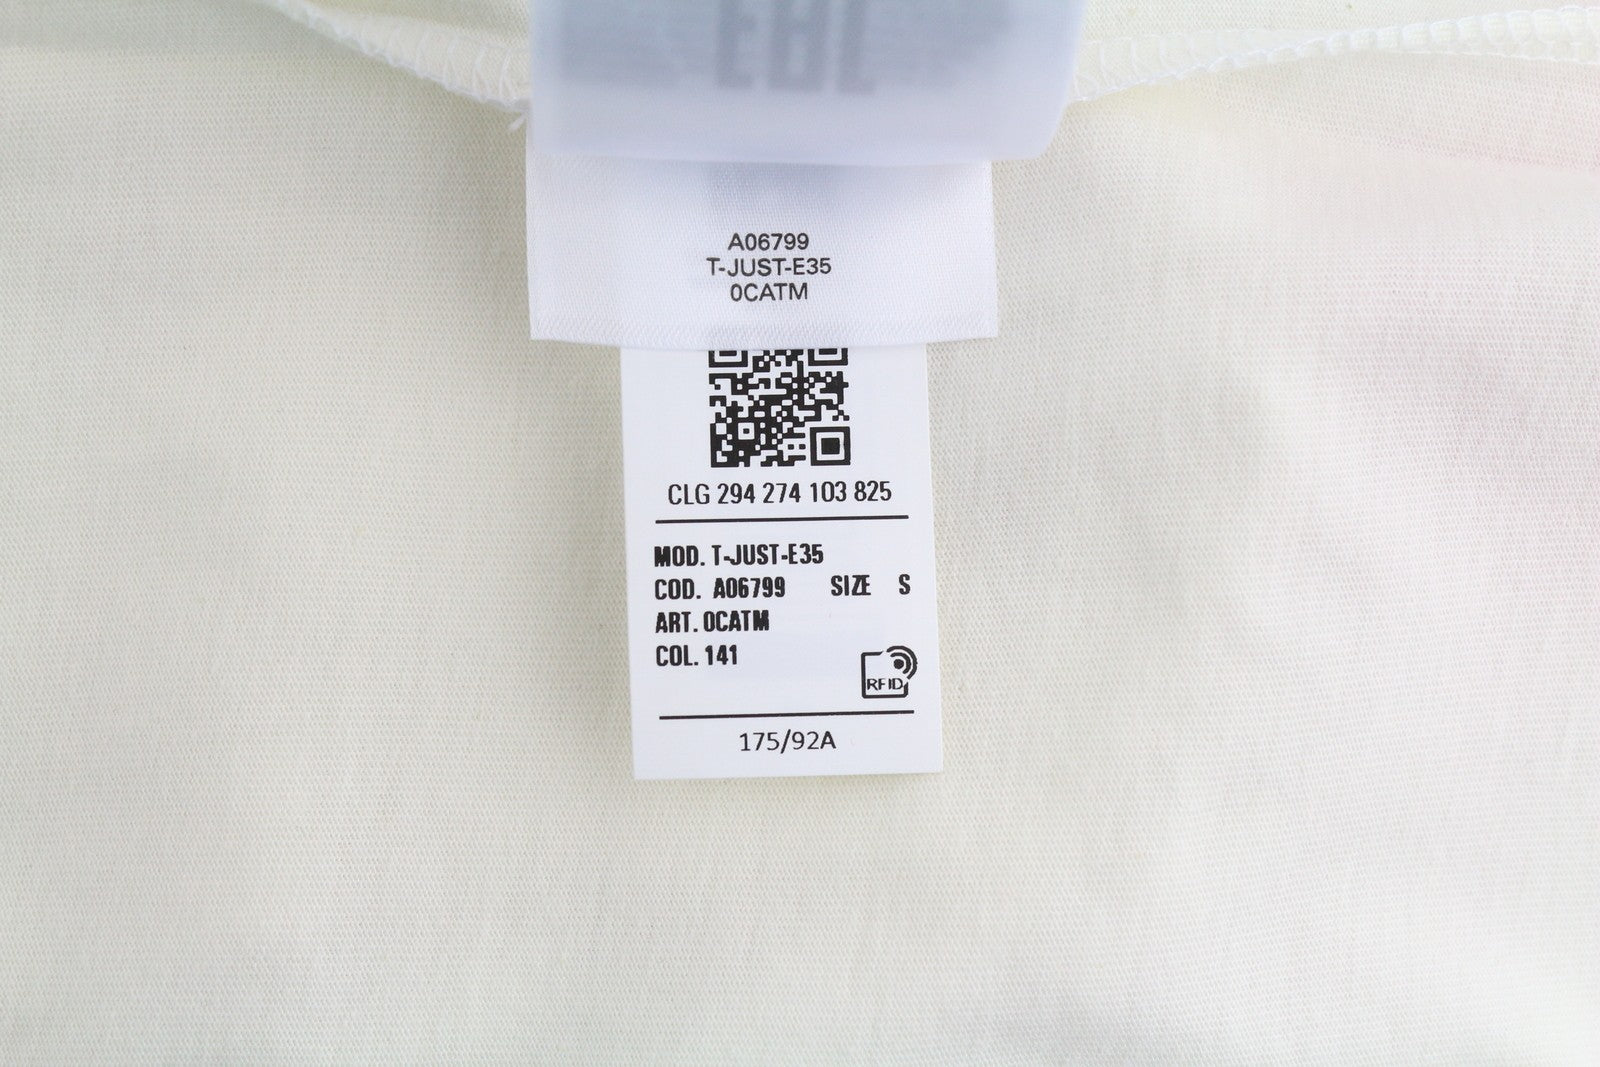 A06799
T-JUST-E35
0CATM
CLG 294 274 103 825
MOD. T-JUST-E35
COD. A06799 SIZE S
ART. 0CATM
COL. 141
RFID
175/92A